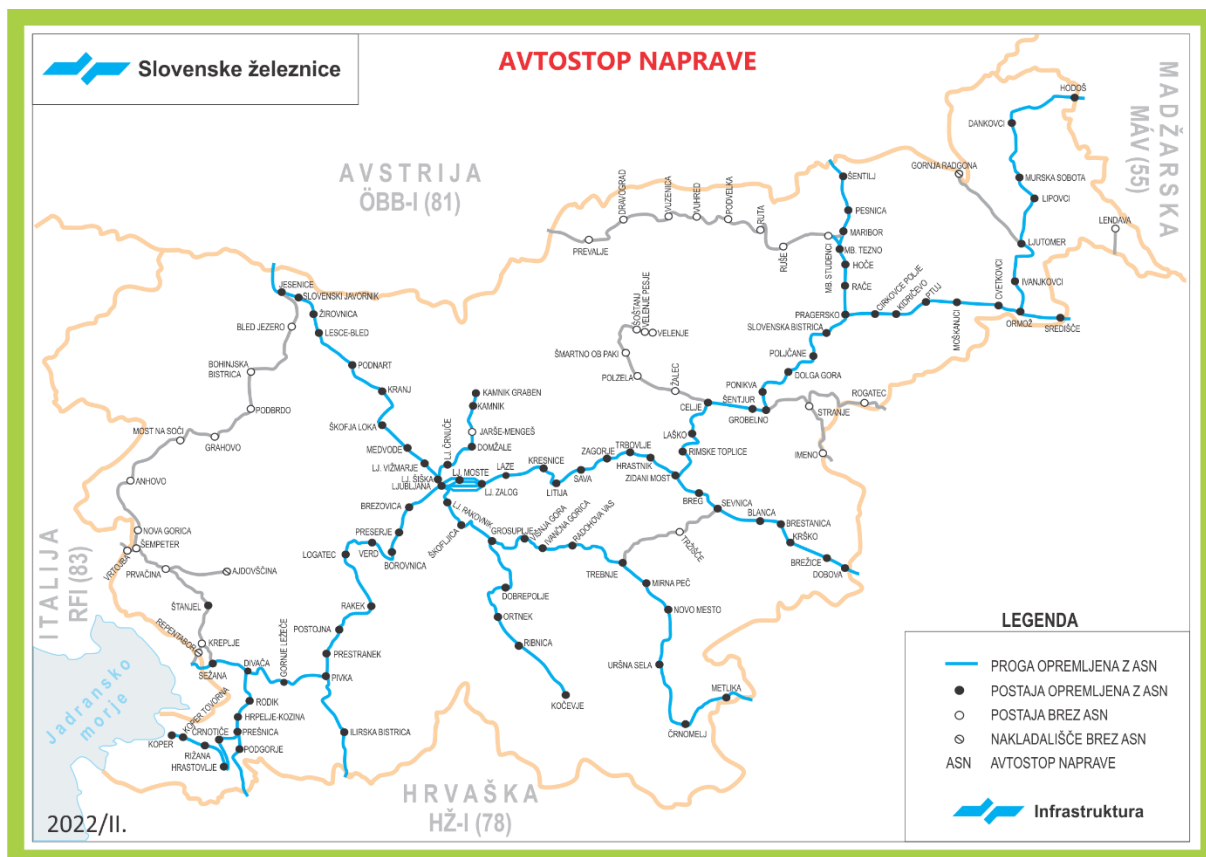 Slovenske železnice
AVTOSTOP NAPRAVE
AVSTRIJA
ÖBB-I (81)
MADŽARSKA
MÁV (55)
ITALIJA
RFI (83)
HRVAŠKA
HŽ-I (78)
Jadransko
morje
HODOŠ
DANKOVCI
MURSKA SOBOTA
LIPOVCI
GORNJA RADGONA
LJUTOMER
LENDAVA
IVANJKOVCI
ORMOŽ
SREDIŠČE
CVETKOVCI
MOŠKANJCI
PTUJ
KIDRIČEVO
CIRKOVCE POLJE
PRAGERSKO
ŠENTILJ
PESNICA
MARIBOR
MB. TEZNO
HOČE
RAČE
MB. STUDENCI
RUŠE
RUTA
PODVELKA
VUHRED
VUZENICA
DRAVOGRAD
PREVALJE
SLOVENSKA BISTRICA
POLJČANE
DOLGA GORA
PONIKVA
GROBELNO
ŠENTJUR
CELJE
STRANJE
ROGATEC
IMENO
ŠOŠTANJ
VELENJE PESJE
VELENJE
ŠMARTNO OB PAKI
POLZELA
ŽALEC
LAŠKO
RIMSKE TOPLICE
ZIDANI MOST
HRASTNIK
TRBOVLJE
ZAGORJE
SAVA
LITIJA
KRESNICE
LAZE
LJ. ZALOG
LJ. MOSTE
LJUBLJANA
LJ. ŠIŠKA
LJ. VIŽMARJE
LJ. ČRNUČE
DOMŽALE
JARŠE-MENGEŠ
KAMNIK
KAMNIK GRABEN
MEDVODE
ŠKOFJA LOKA
KRANJ
PODNART
LESCE-BLED
ŽIROVNICA
SLOVENSKI JAVORNIK
JESENICE
BLED JEZERO
BOHINJSKA
BISTRICA
PODBRDO
GRAHOVO
MOST NA SOČI
ANHOVO
NOVA GORICA
ŠEMPETER
VRTOJBA
PRVAČINA
AJDOVŠČINA
ŠTANJEL
KREPLJE
REPENTABOR
SEŽANA
DIVAČA
GORNJE LEŽEČE
RODIK
HRPELJE-KOZINA
PREŠNICA
PODGORJE
ČRNOTIČE
KOPER TOVORNA
KOPER
RIŽANA
HRASTOVLJE
BREZOVICA
PRESERJE
VERD
BOROVNICA
LOGATEC
RAKEK
POSTOJNA
PRESTRANEK
PIVKA
ILIRSKA BISTRICA
LJ. RAKOVNIK
ŠKOFLJICA
GROSUPLJE
VIŠNJA GORA
IVANČNA GORICA
RADOHOVA VAS
TREBNJE
MIRNA PEČ
NOVO MESTO
URŠNA SELA
ČRNOMELJ
METLIKA
DOBREPOLJE
ORTNEK
RIBNICA
KOČEVJE
TRŽIŠČE
BREG
SEVNICA
BLANCA
BRESTANICA
KRŠKO
BREŽICE
DOBOVA
LEGENDA
PROGA OPREMLJENA Z ASN
POSTAJA OPREMLJENA Z ASN
POSTAJA BREZ ASN
NAKLADALIŠČE BREZ ASN
ASN AVTOSTOP NAPRAVE
Infrastruktura
2022/II.